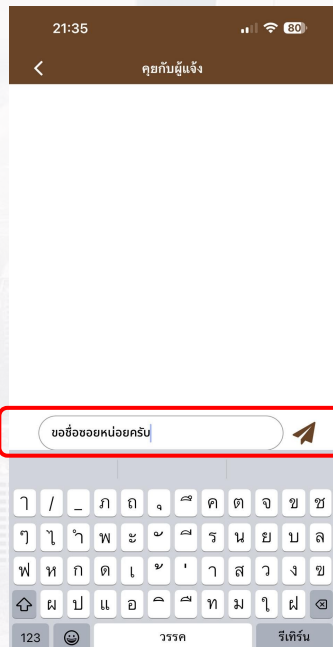 21:35 80
คุยกับผู้แจ้ง
ขอชื่อซอยหน่อยครับ
ๅ / _ ภ ถ ุ ึ ค ต จ ข ช
ๆ ไ ำ พ ะ ั ี ร น ย บ ล
ฟ ห ก ด เ ้ ่ า ส ว ง ฃ
ผ ป แ อ ิ ื ท ม ใ ฝ
123 วรรค รีเทิร์น